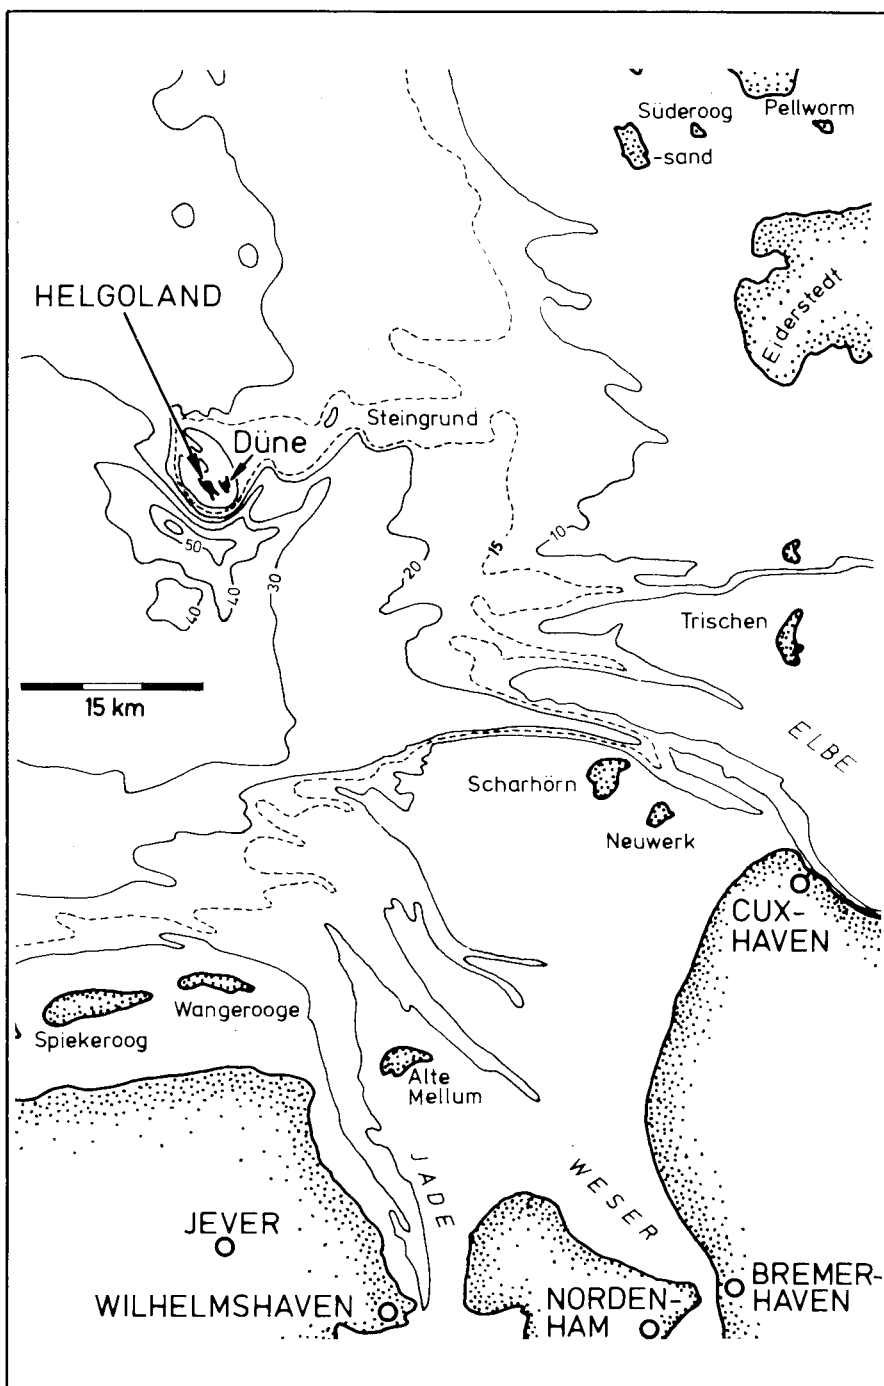 Süderoog
Pellworm
-sand
HELGOLAND
Eiderstedt
Steingrund
Düne
50
40
40
30
20
15
10
Trischen
15 km
ELBE
Scharhörn
Neuwerk
CUX-
HAVEN
Wangerooge
Spiekeroog
Alte
Mellum
JADE
WESER
JEVER
WILHELMSHAVEN
NORDEN-
HAM
BREMER-
HAVEN